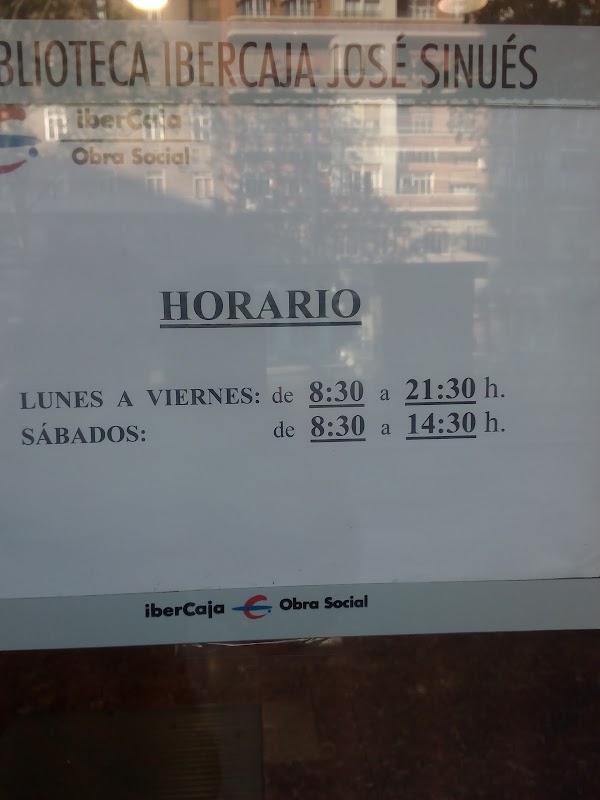 BLIOTECA IBERCAJA JOSÉ SINUÉS
iberCaja
Obra Social
HORARIO
LUNES A VIERNES: de 8:30 a 21:30 h.
SÁBADOS: de 8:30 a 14:30 h.
iberCaja Obra Social